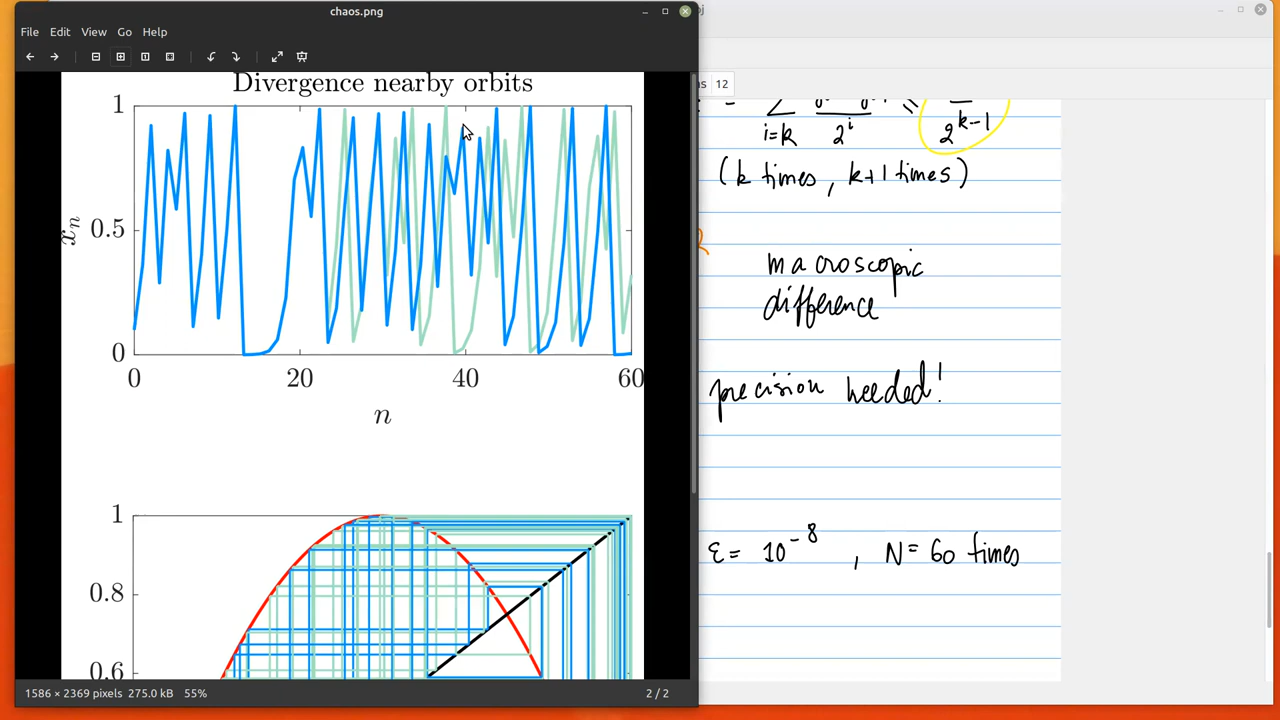 chaos.png
File Edit View Go Help
Divergence nearby orbits
1
0.5
0
x_n
0 20 40 60
n
1
0.8
0.6
1586 × 2369 pixels 275.0 kB 55%
2 / 2
12
i=k 2^i 2^{k-1}
(k times, k+1 times)
macroscopic
difference
precision needed!
ε = 10^{-8} , N = 60 times